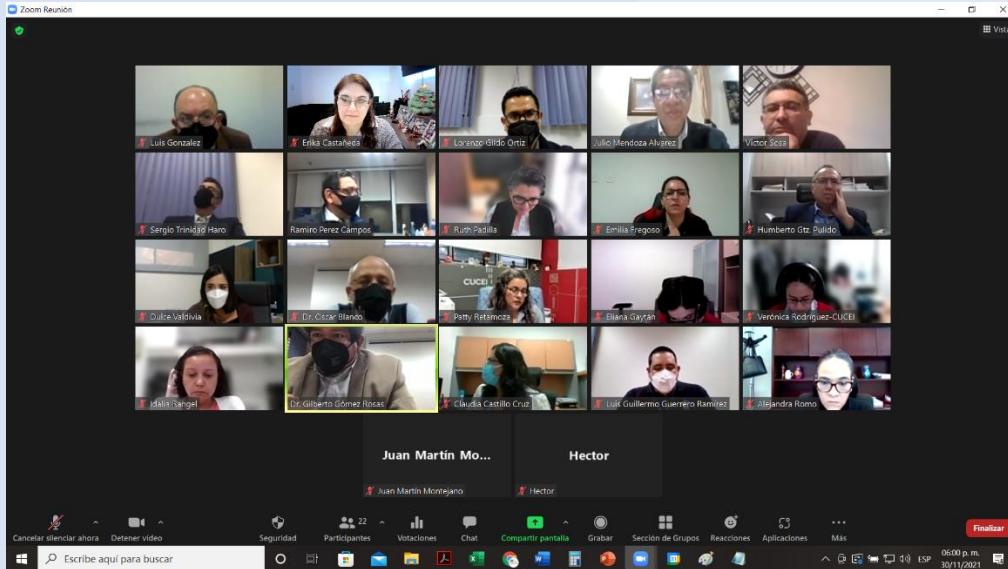 Zoom Reunión
Vista
Luis Gonzalez
Erika Castañeda
Lorenzo Gildo Ortiz
Julio Mendoza Alvarez
Victor Sosa
Sergio Trinidad Haro
Ramiro Perez Campos
Ruth Padilla
Emilia Fregoso
Humberto Gtz. Pulido
CUCEI
Dulce Valdivia
Dr. Oscar Blando
Patty Retamoza
Eliana Gaytán
Verónica Rodríguez-CUCEI
Idalia Rangel
Dr. Gilberto Gómez Rosas
Claudia Castillo Cruz
Luis Guillermo Guerrero Ramírez
Alejandra Romo
Juan Martín Mo...
Hector
Juan Martín Montejano
Hector
22
Cancelar silenciar ahora
Detener video
Seguridad
Participantes
Votaciones
Chat
Compartir pantalla
Grabar
Sección de Grupos
Reacciones
Aplicaciones
Más
Finalizar
Escribe aquí para buscar
ESP
06:00 p. m.
30/11/2021